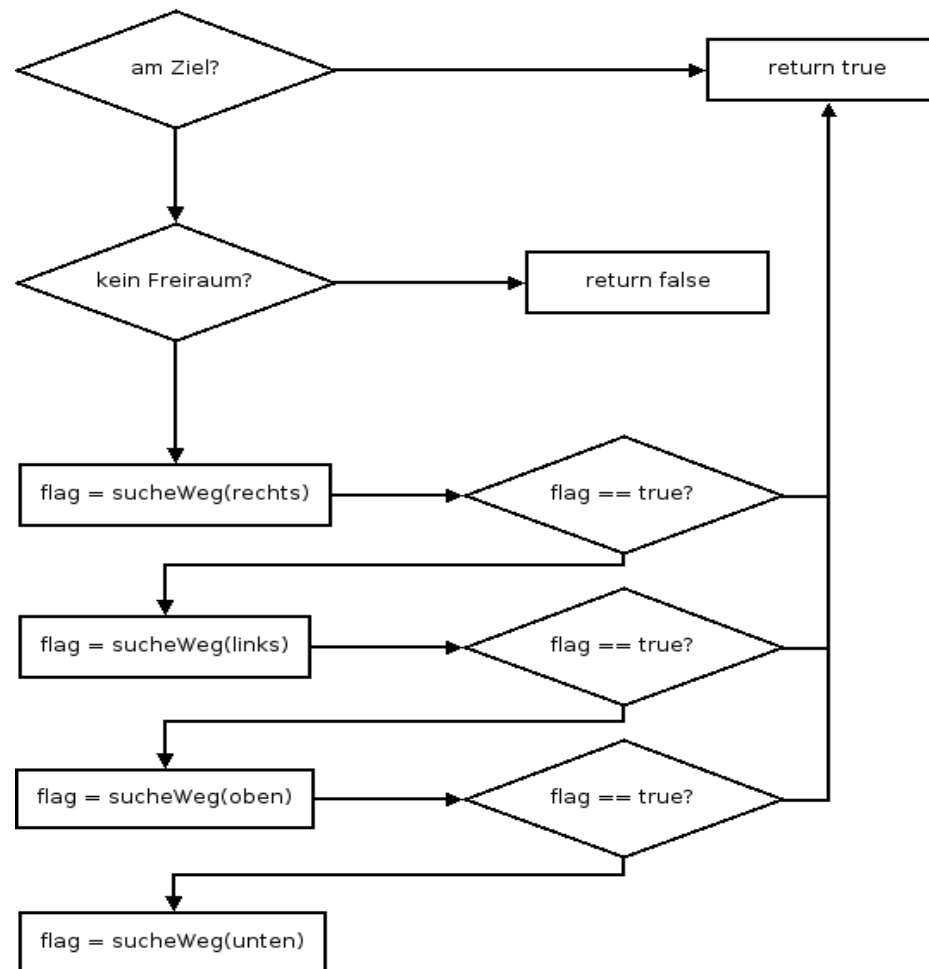 am Ziel?
return true
kein Freiraum?
return false
flag = sucheWeg(rechts)
flag == true?
flag = sucheWeg(links)
flag == true?
flag = sucheWeg(oben)
flag == true?
flag = sucheWeg(unten)